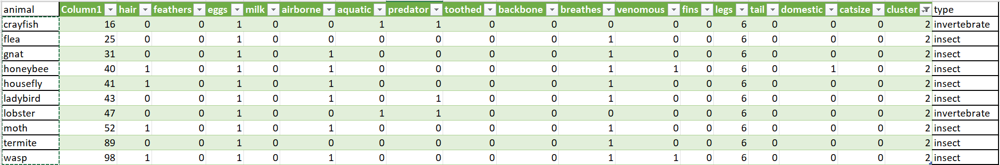 animal Column1 hair feathers eggs milk airborne aquatic predator toothed backbone breathes venomous fins legs tail domestic catsize cluster type
crayfish 16 0 0 1 0 0 1 1 0 0 0 0 0 6 0 0 0 2 invertebrate
flea 25 0 0 1 0 0 0 0 0 0 1 0 0 6 0 0 0 2 insect
gnat 31 0 0 1 0 1 0 0 0 0 1 0 0 6 0 0 0 2 insect
honeybee 40 1 0 1 0 1 0 0 0 0 1 1 0 6 0 1 0 2 insect
housefly 41 1 0 1 0 1 0 0 0 0 1 0 0 6 0 0 0 2 insect
ladybird 43 0 0 1 0 1 0 1 0 0 1 0 0 6 0 0 0 2 insect
lobster 47 0 0 1 0 0 1 1 0 0 0 0 0 6 0 0 0 2 invertebrate
moth 52 1 0 1 0 1 0 0 0 0 1 0 0 6 0 0 0 2 insect
termite 89 0 0 1 0 0 0 0 0 0 1 0 0 6 0 0 0 2 insect
wasp 98 1 0 1 0 1 0 0 0 0 1 1 0 6 0 0 0 2 insect